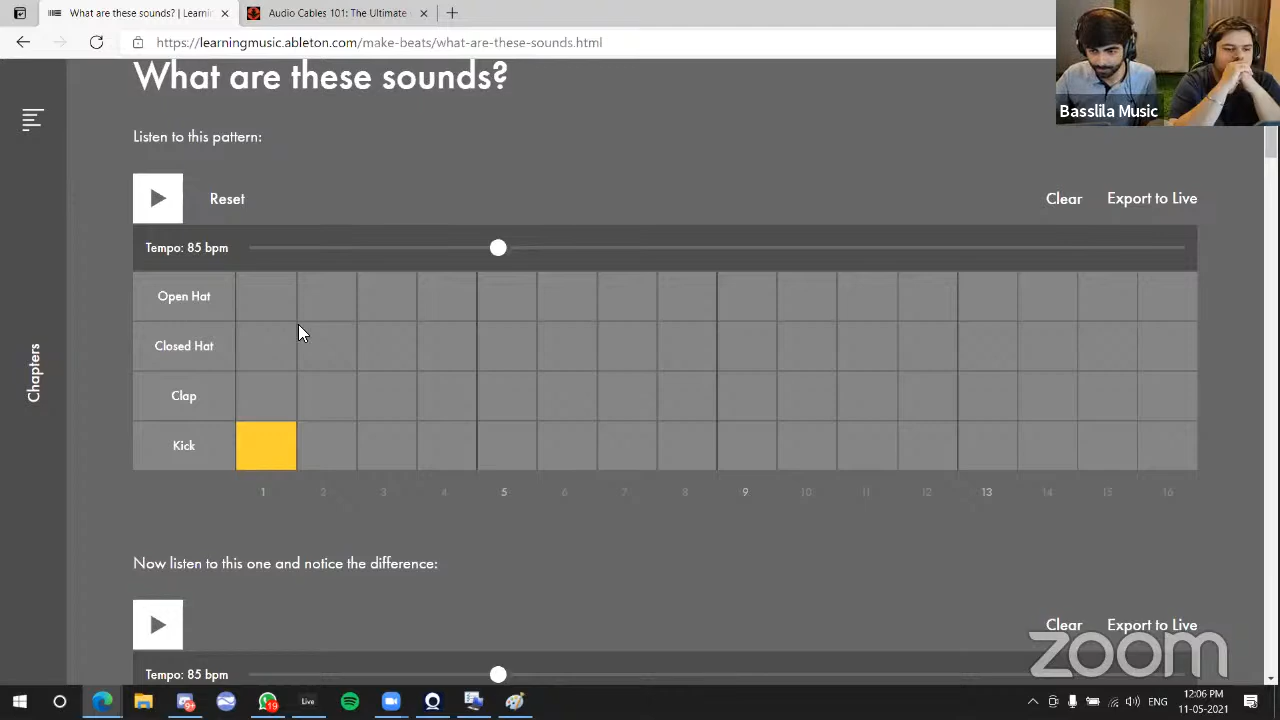 What are these sounds? | Learni
Audio Cables 101: The Ultimate
https://learningmusic.ableton.com/make-beats/what-are-these-sounds.html
Basslila Music
What are these sounds?
Listen to this pattern:
Reset
Clear
Export to Live
Tempo: 85 bpm
Open Hat
Closed Hat
Clap
Kick
1 2 3 4 5 6 7 8 9 10 11 12 13 14 15 16
Chapters
Now listen to this one and notice the difference:
Clear
Export to Live
Tempo: 85 bpm
zoom
9+
19
Live
ENG
12:06 PM
11-05-2021